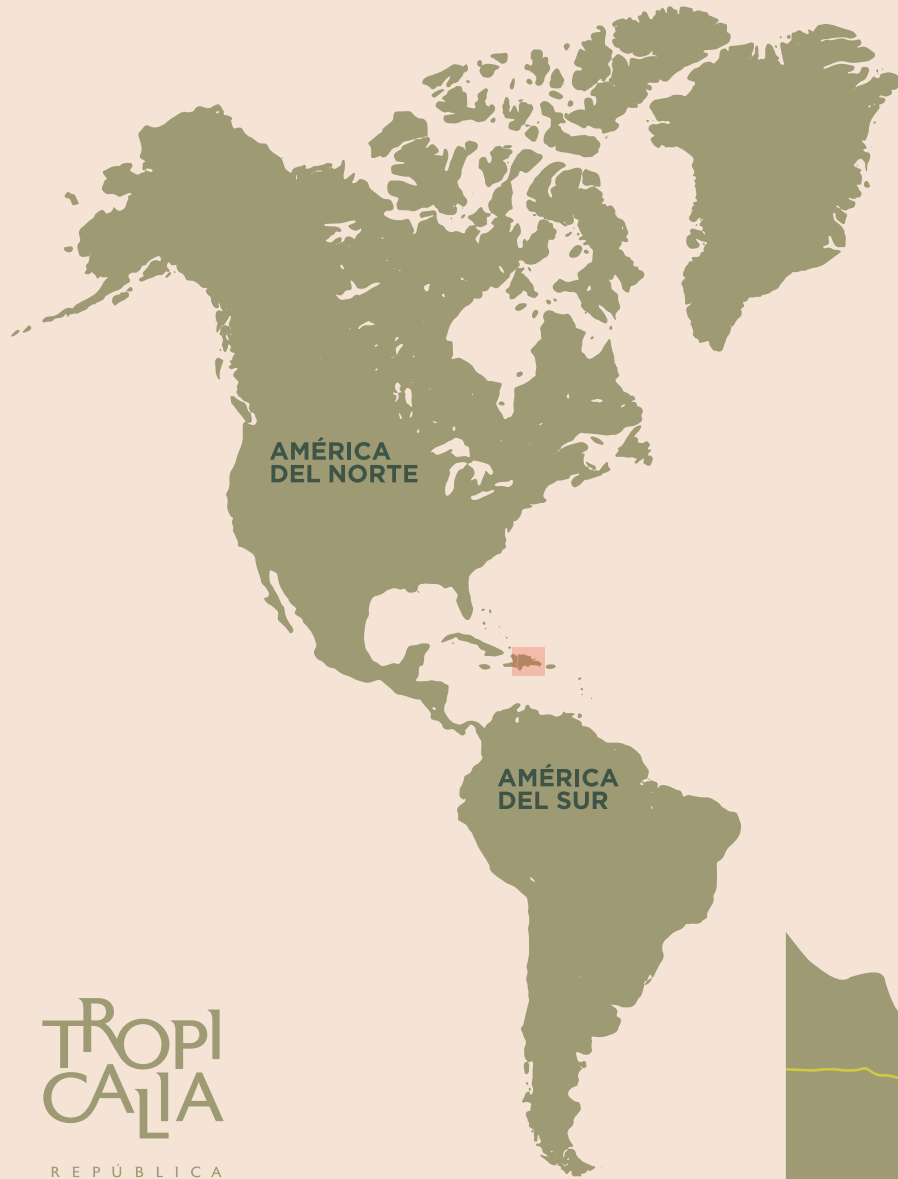 AMÉRICA
DEL NORTE
AMÉRICA
DEL SUR
TROPI
CALIA
REPÚBLICA